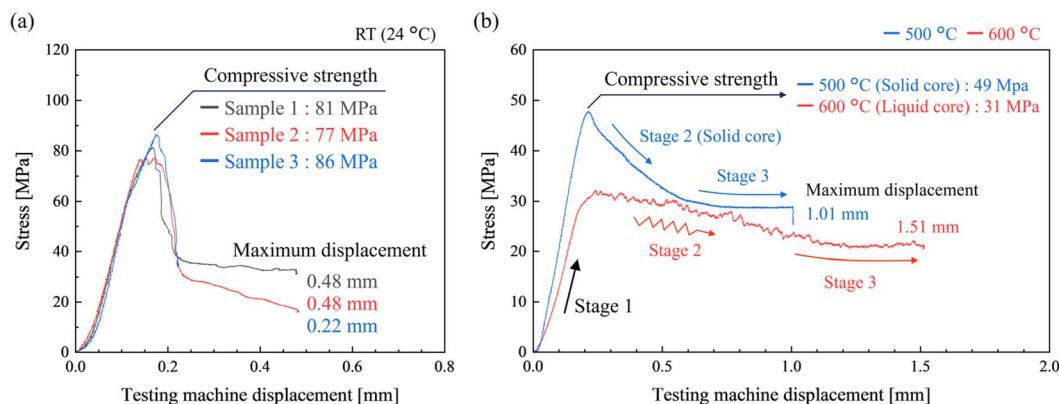 (a)
RT (24 °C)
Compressive strength
Sample 1 : 81 MPa
Sample 2 : 77 MPa
Sample 3 : 86 MPa
Maximum displacement
0.48 mm
0.48 mm
0.22 mm
Stress [MPa]
0
20
40
60
80
100
120
0.0
0.2
0.4
0.6
0.8
Testing machine displacement [mm]
(b)
500 °C
600 °C
Compressive strength
500 °C (Solid core) : 49 Mpa
600 °C (Liquid core) : 31 MPa
Stage 2 (Solid core)
Stage 3
Maximum displacement
1.01 mm
1.51 mm
Stage 2
Stage 3
Stage 1
Stress [MPa]
0
10
20
30
40
50
60
0.0
0.5
1.0
1.5
2.0
Testing machine displacement [mm]